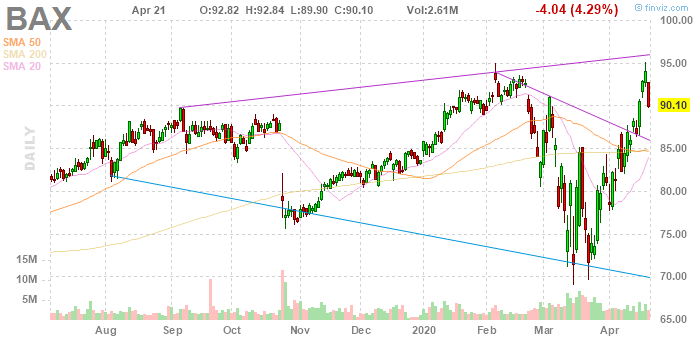 BAX
Apr 21 O:92.82 H:92.84 L:89.90 C:90.10 Vol:2.61M -4.04 (4.29%)
© finviz.com
SMA 50
SMA 200
SMA 20
DAILY
100.00
95.00
90.10
85.00
80.00
75.00
70.00
65.00
15M
10M
5M
Aug Sep Oct Nov Dec 2020 Feb Mar Apr